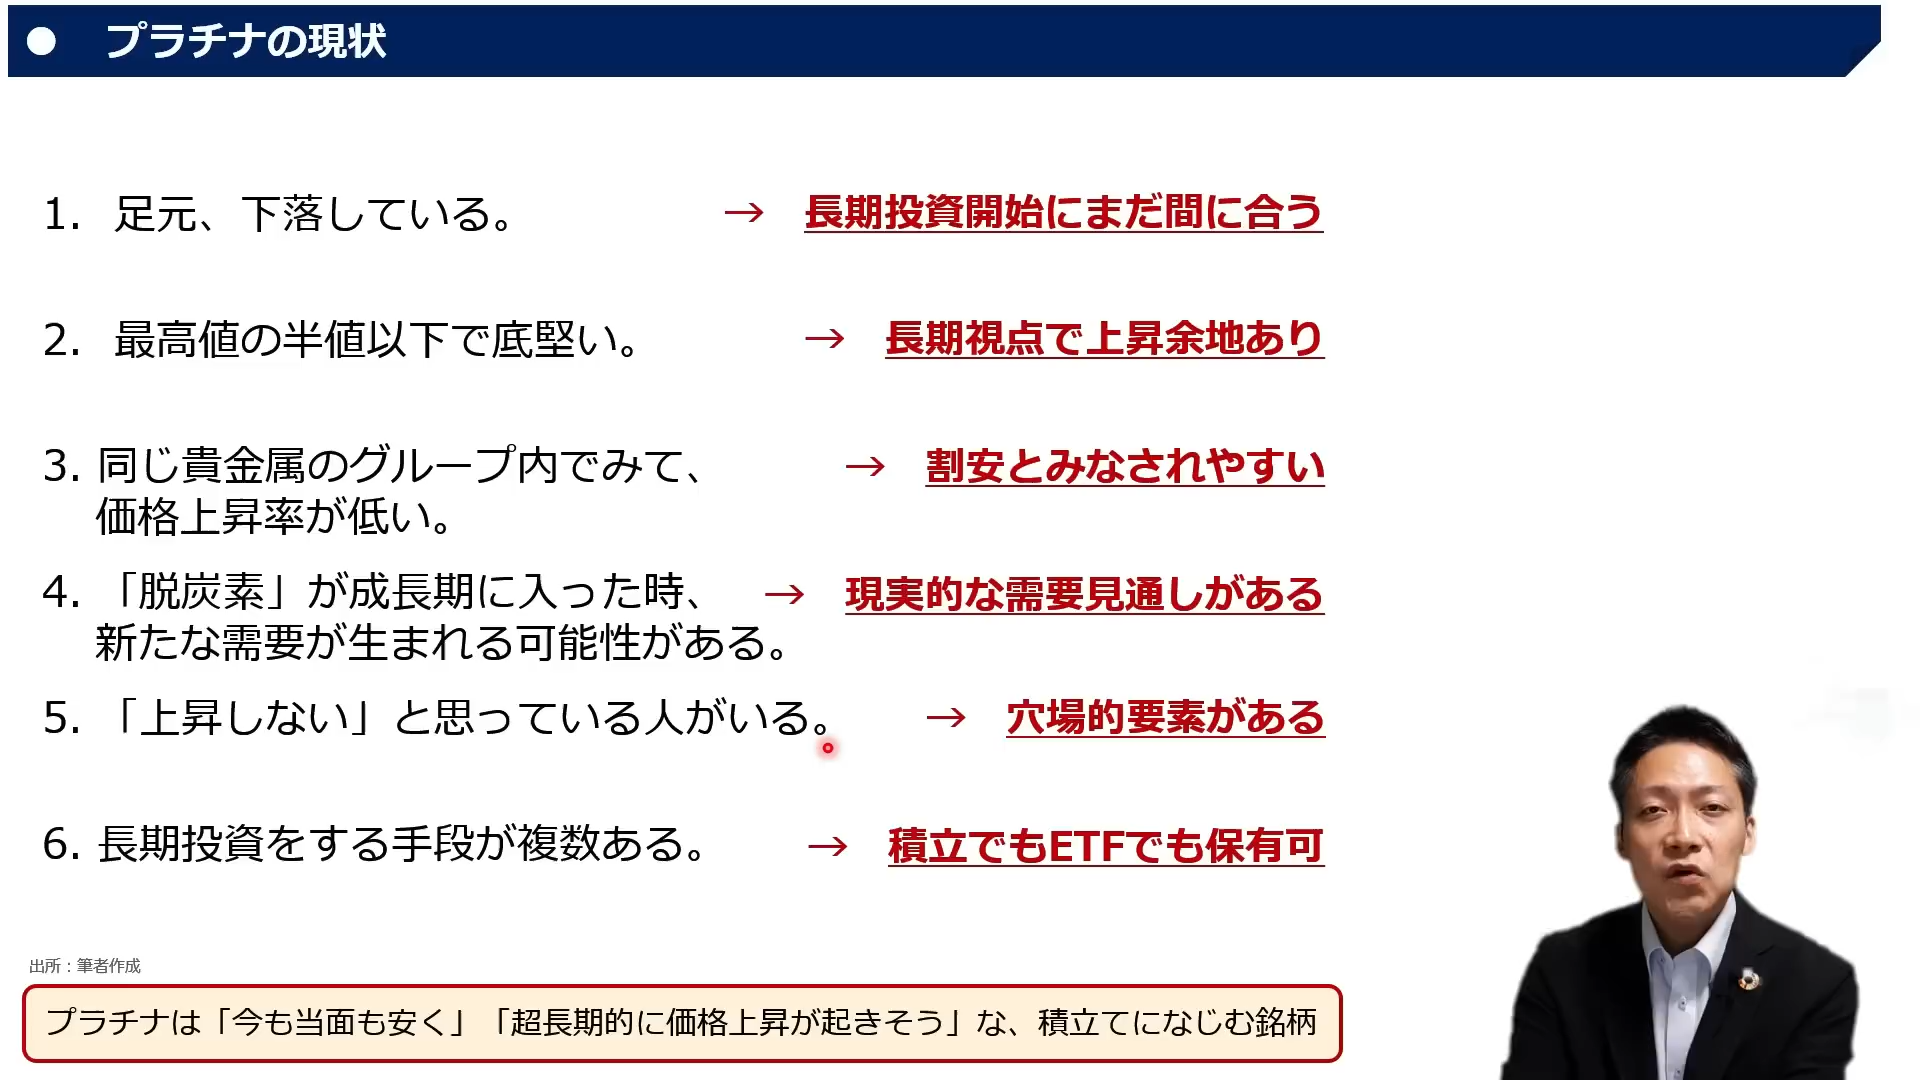 プラチナの現状
1. 足元、下落している。 → 長期投資開始にまだ間に合う
2. 最高値の半値以下で底堅い。 → 長期視点で上昇余地あり
3. 同じ貴金属のグループ内でみて、 → 割安とみなされやすい
価格上昇率が低い。
4. 「脱炭素」が成長期に入った時、 → 現実的な需要見通しがある
新たな需要が生まれる可能性がある。
5. 「上昇しない」と思っている人がいる。 → 穴場的要素がある
6. 長期投資をする手段が複数ある。 → 積立でもETFでも保有可
出所：筆者作成
プラチナは「今も当面も安く」「超長期的に価格上昇が起きそう」な、積立てになじむ銘柄